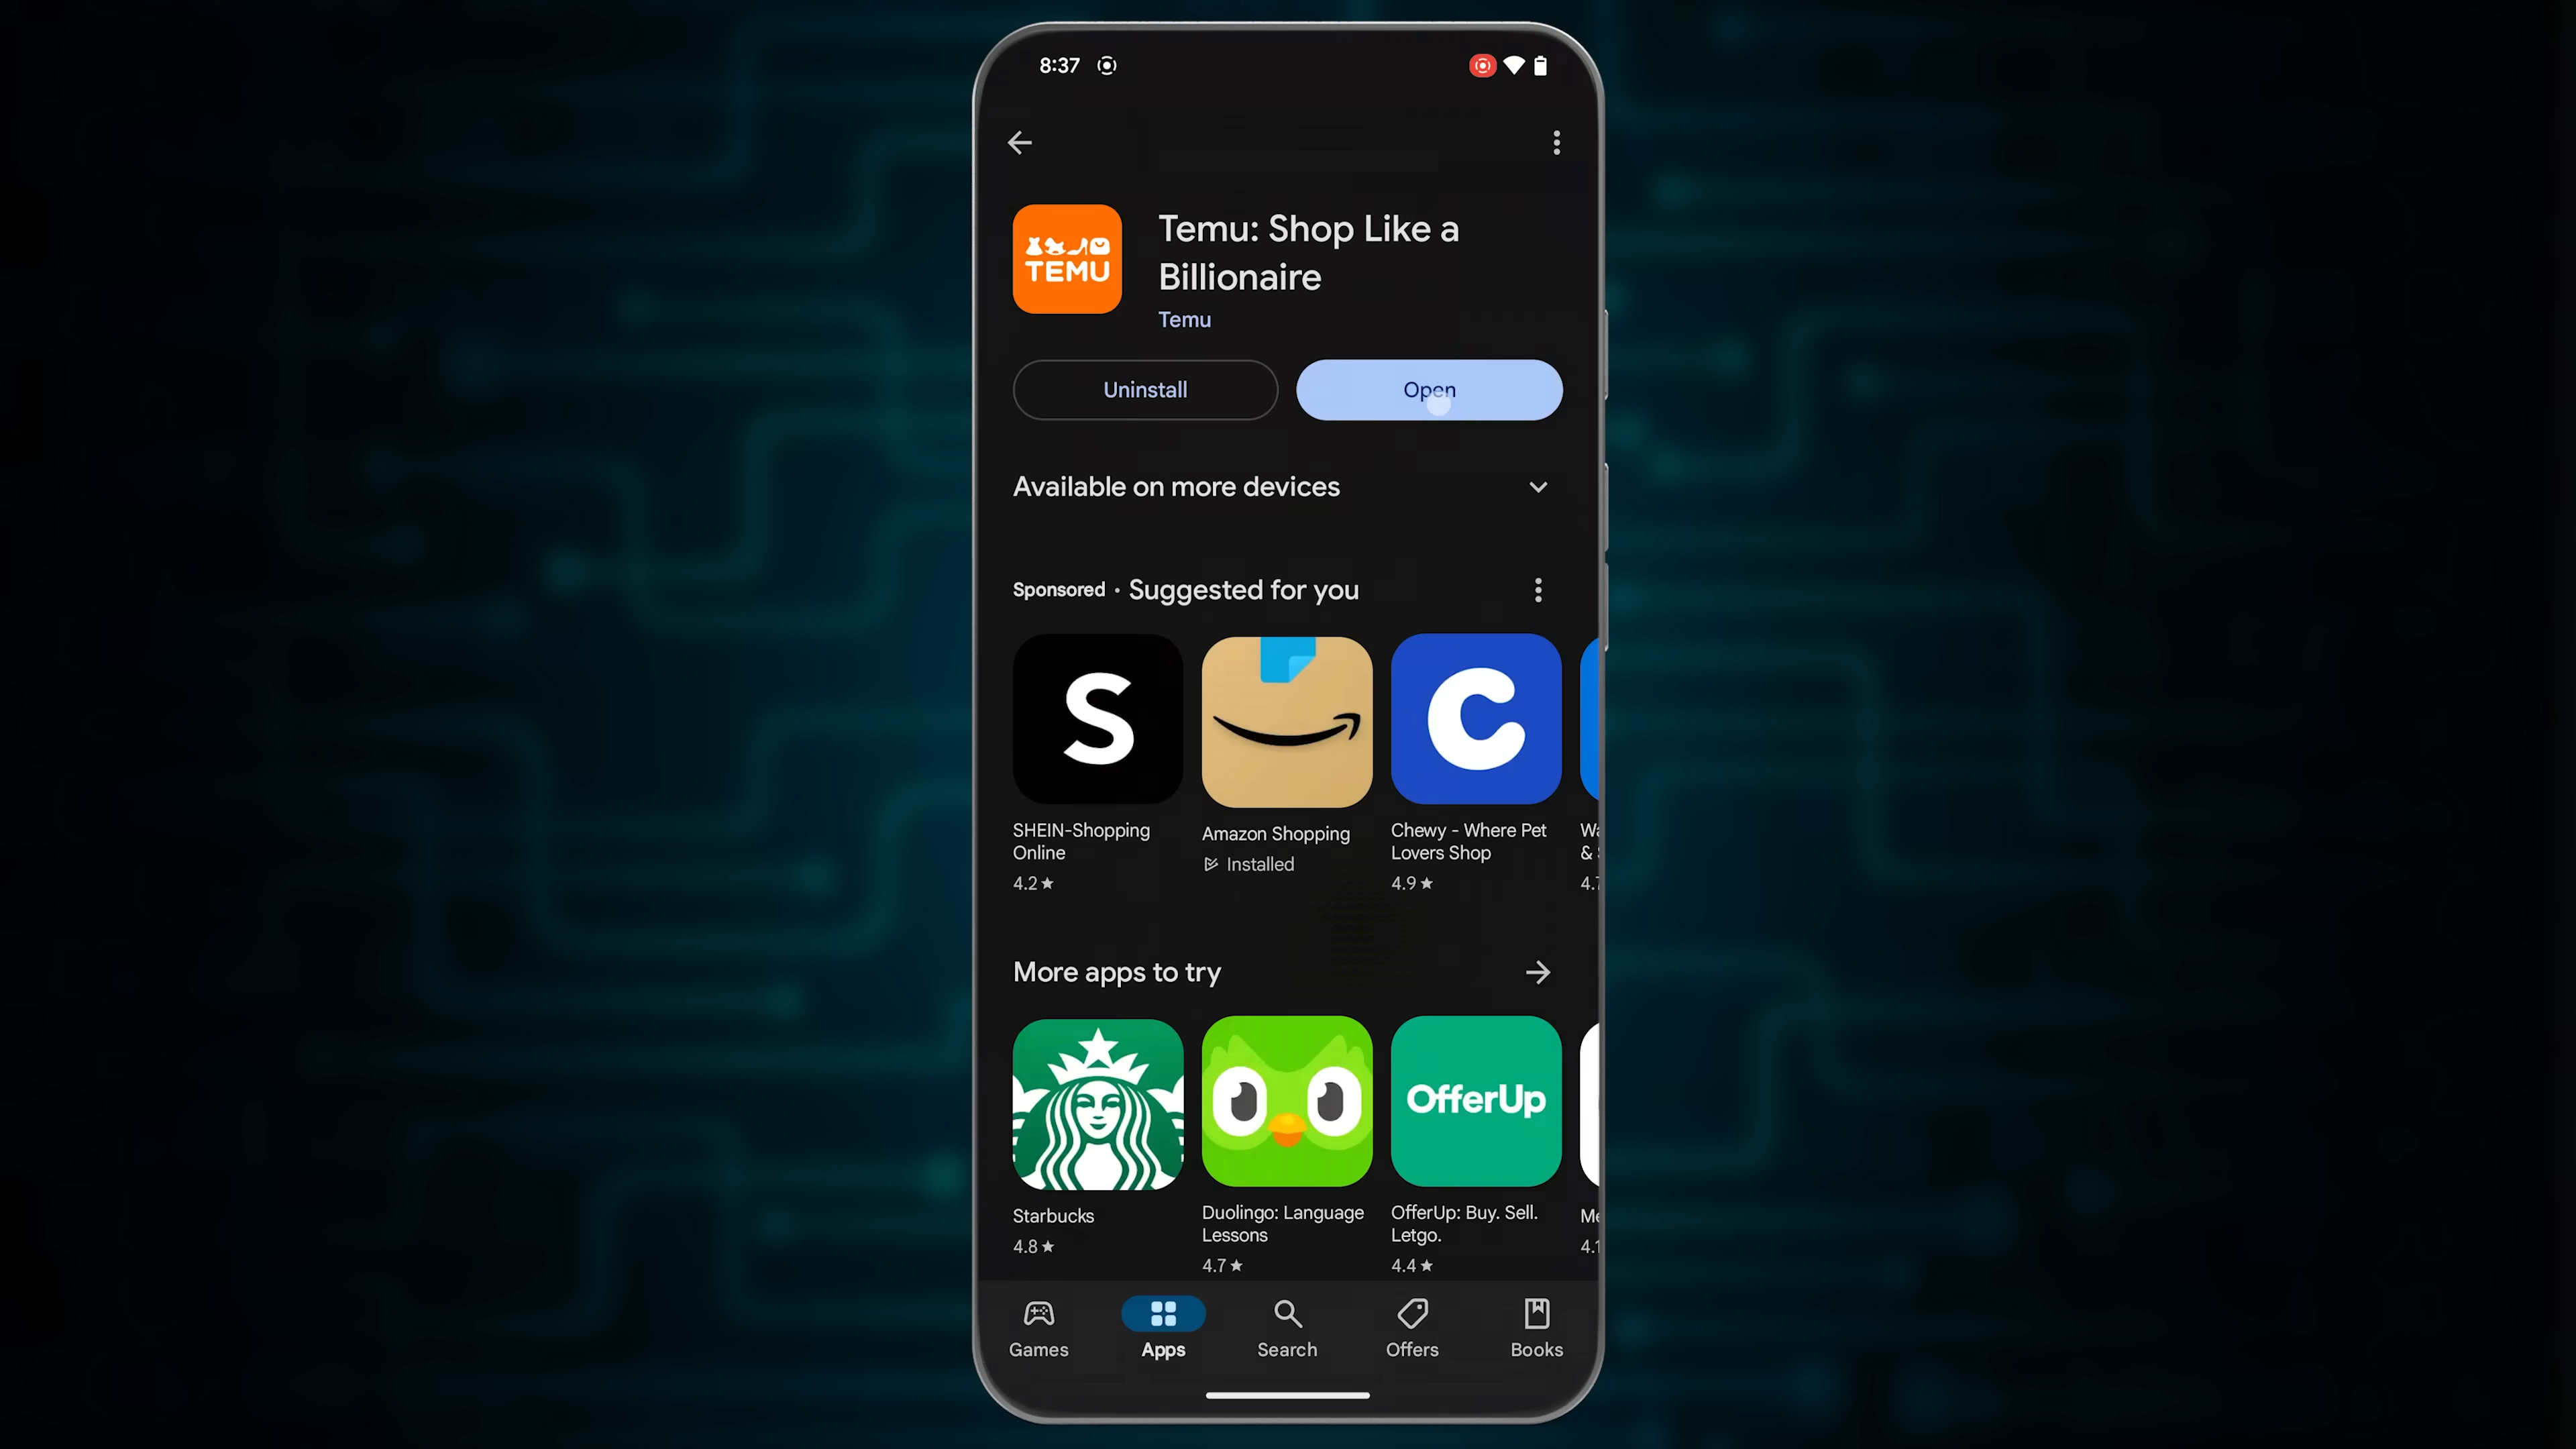 8:37
TEMU
Temu: Shop Like a
Billionaire
Temu
Uninstall
Open
Available on more devices
Sponsored • Suggested for you
S
C
SHEIN-Shopping
Online
4.2★
Amazon Shopping
Installed
Chewy - Where Pet
Lovers Shop
4.9★
&
More apps to try
OfferUp
Starbucks
4.8★
Duolingo: Language
Lessons
4.7★
OfferUp: Buy. Sell.
Letgo.
4.4★
Games
Apps
Search
Offers
Books